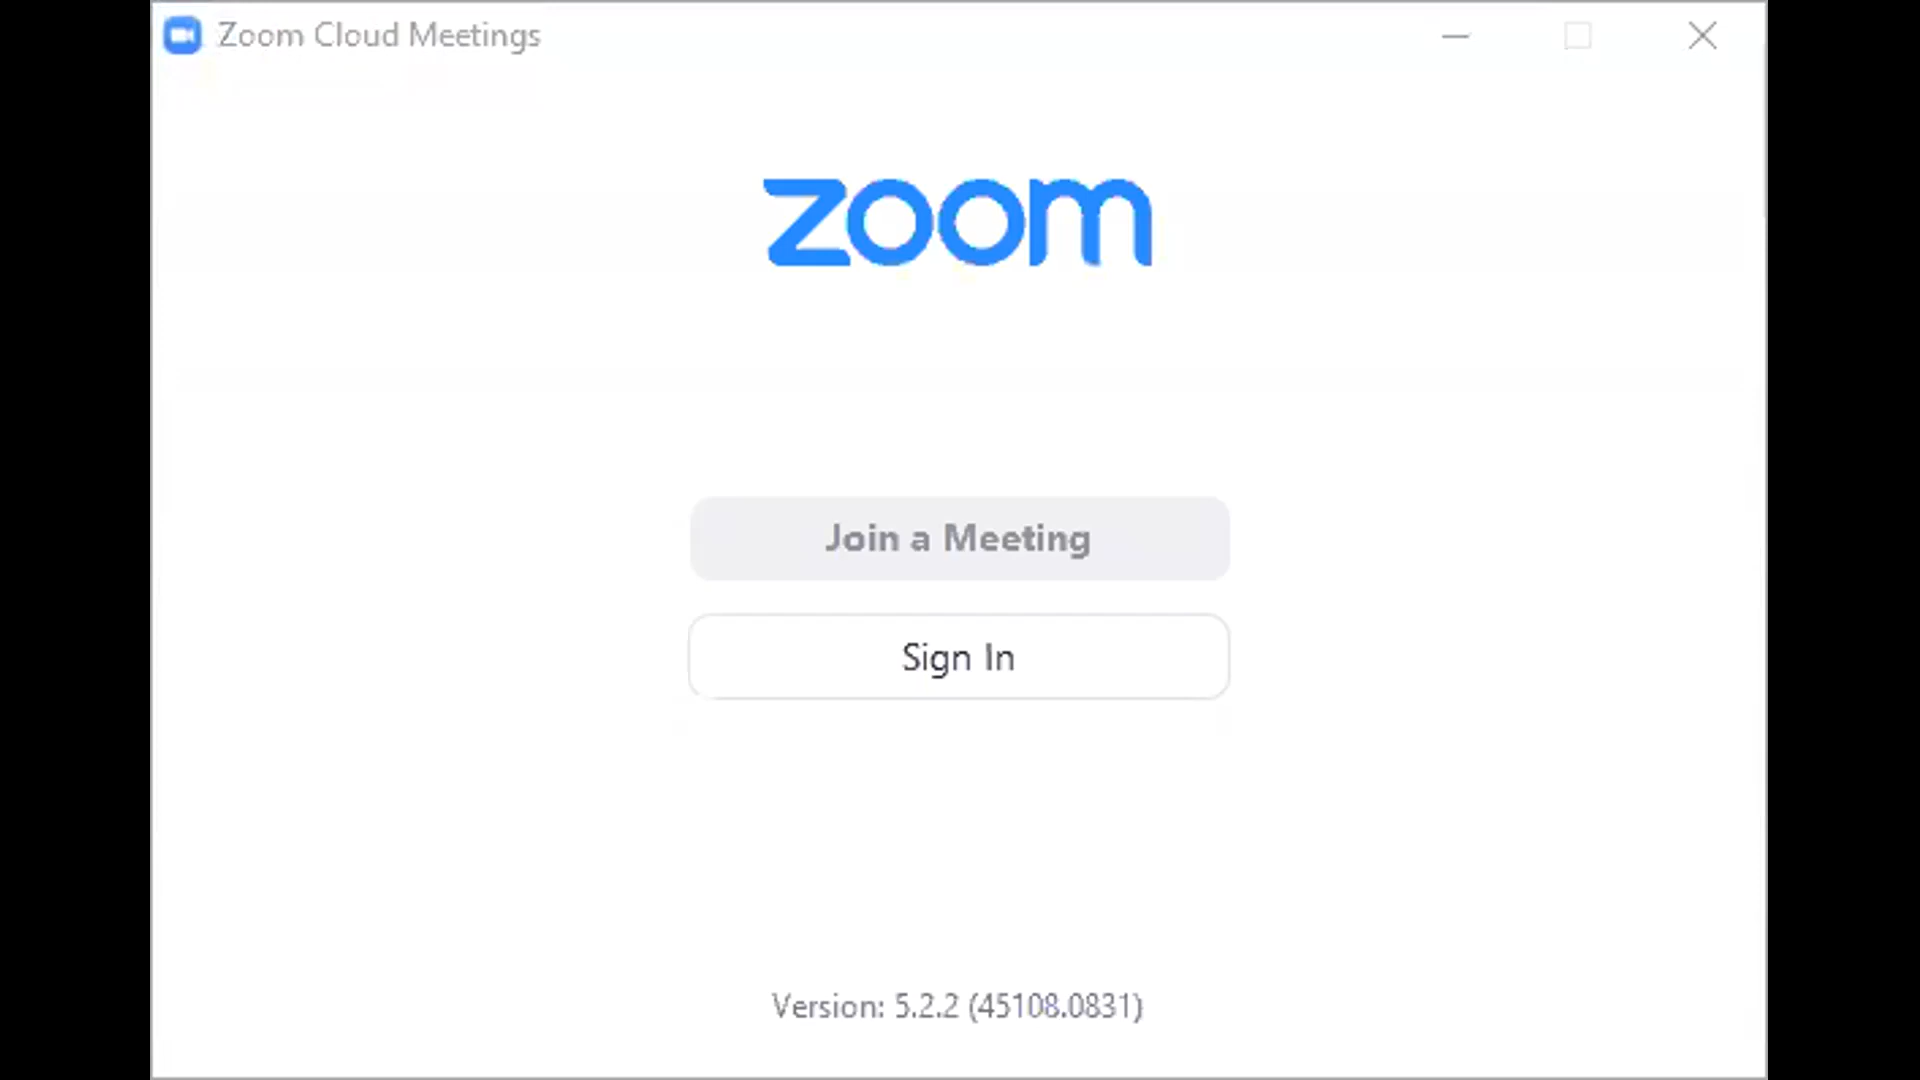 Zoom Cloud Meetings
zoom
Join a Meeting
Sign In
Version: 5.2.2 (45108.0831)